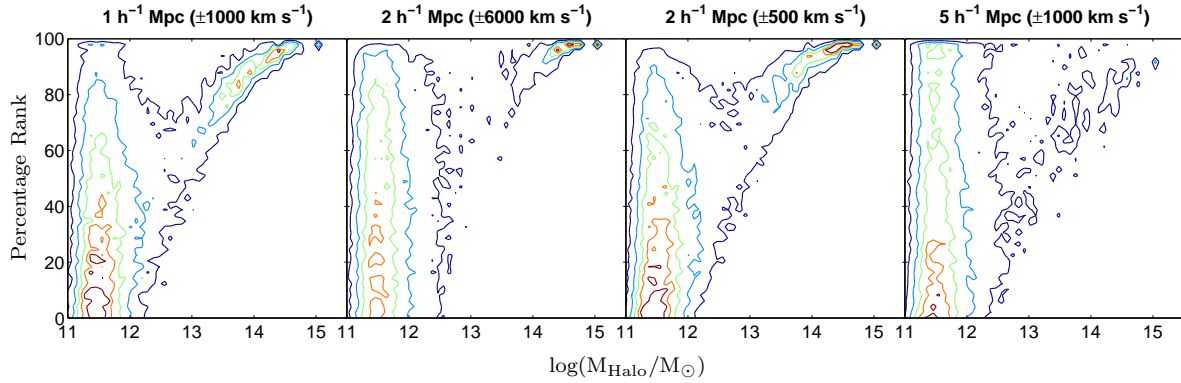 1 h⁻¹ Mpc (±1000 km s⁻¹) 2 h⁻¹ Mpc (±6000 km s⁻¹) 2 h⁻¹ Mpc (±500 km s⁻¹) 5 h⁻¹ Mpc (±1000 km s⁻¹)
Percentage Rank
100
80
60
40
20
0
11 12 13 14 15 11 12 13 14 15 11 12 13 14 15 11 12 13 14 15
log(M_Halo/M_⊙)